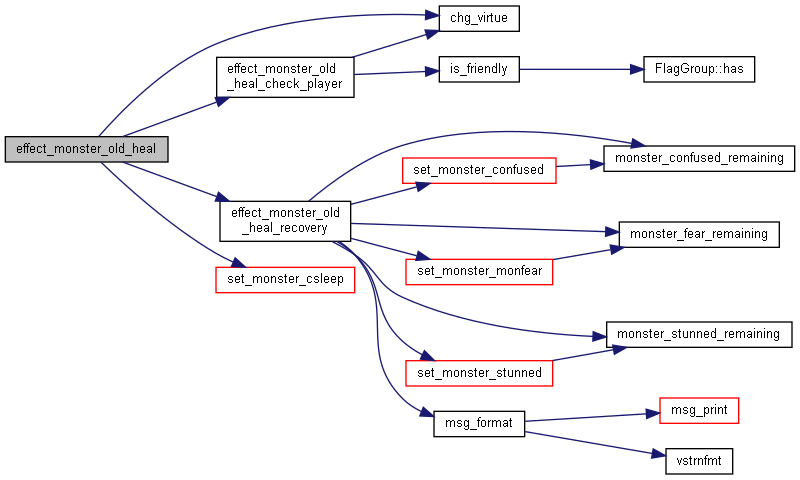 chg_virtue
effect_monster_old
_heal_check_player
is_friendly
FlagGroup::has
effect_monster_old_heal
monster_confused_remaining
set_monster_confused
effect_monster_old
_heal_recovery
monster_fear_remaining
set_monster_monfear
set_monster_csleep
monster_stunned_remaining
set_monster_stunned
msg_print
msg_format
vstrnfmt